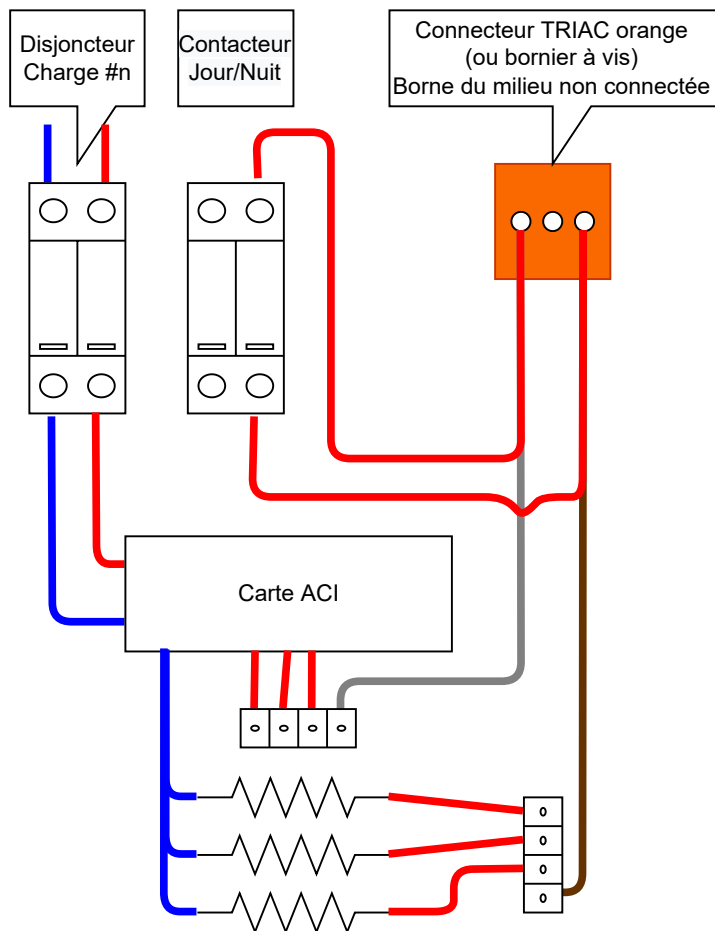 Disjoncteur
Charge #n
Contacteur
Jour/Nuit
Connecteur TRIAC orange
(ou bornier à vis)
Borne du milieu non connectée
Carte ACI